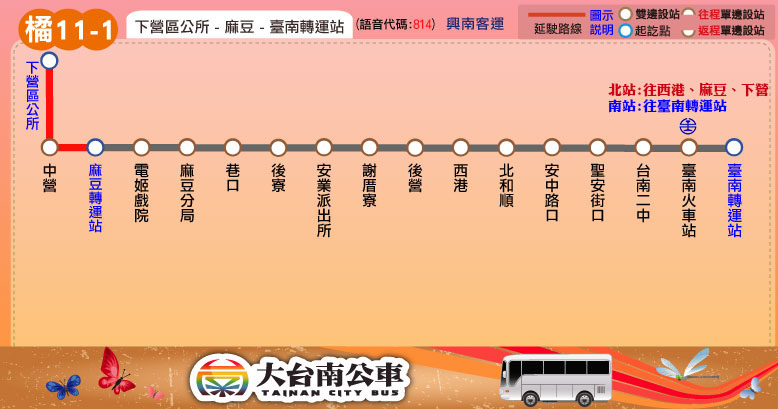 橘11-1
下營區公所 - 麻豆 - 臺南轉運站
(語音代碼:814)
興南客運
延駛路線
圖示說明
雙邊設站
往程單邊設站
起訖點
返程單邊設站
北站:往西港、麻豆、下營
南站:往臺南轉運站
下營區公所
中營
麻豆轉運站
電姬戲院
麻豆分局
巷口
後寮
安業派出所
謝厝寮
後營
西港
北和順
安中路口
聖安街口
台南二中
臺南火車站
臺南轉運站
大台南公車
TAINAN CITY BUS